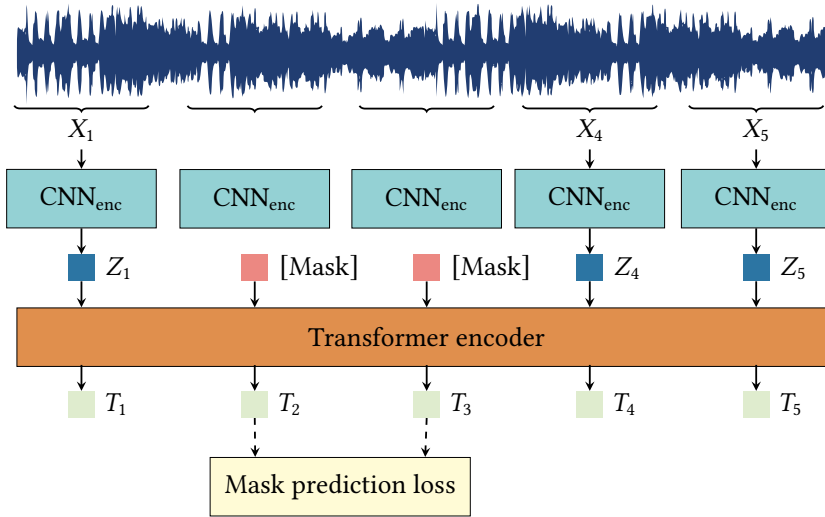 X₁ X₄ X₅
CNNenc CNNenc CNNenc CNNenc CNNenc
Z₁ [Mask] [Mask] Z₄ Z₅
Transformer encoder
T₁ T₂ T₃ T₄ T₅
Mask prediction loss